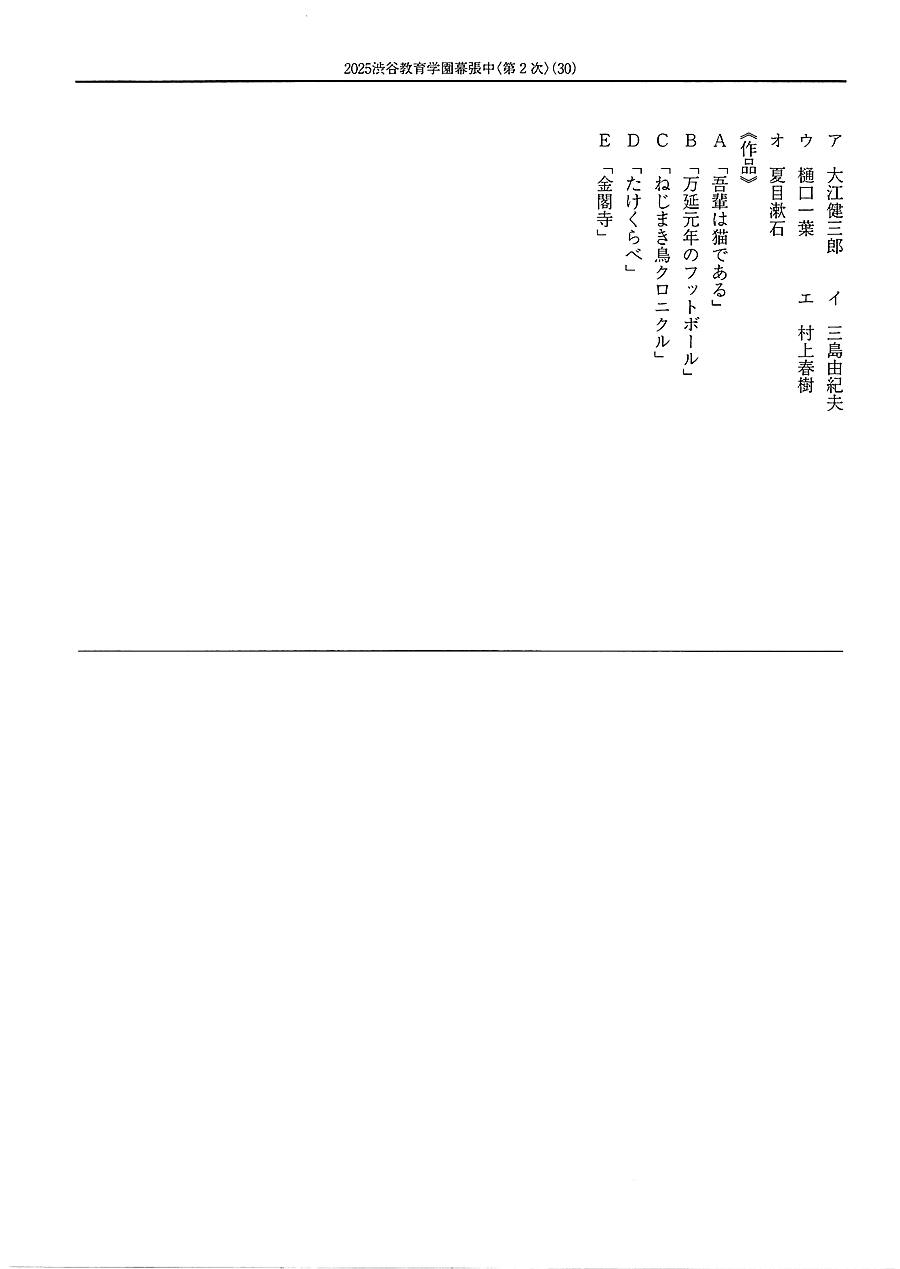 2025渋谷教育学園幕張中〈第2次〉(30)
ア 大江健三郎 イ 三島由紀夫
ウ 樋口一葉 エ 村上春樹
オ 夏目漱石
《作品》
A 「吾輩は猫である」
B 「万延元年のフットボール」
C 「ねじまき鳥クロニクル」
D 「たけくらべ」
E 「金閣寺」